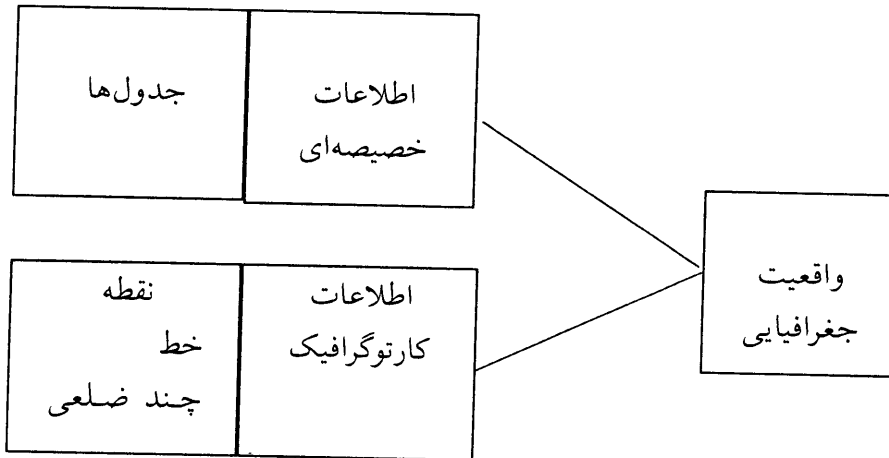 جدول‌ها
اطلاعات
خصیصه‌ای
واقعیت
جغرافیایی
نقطه
خط
چند ضلعی
اطلاعات
کارتوگرافیک